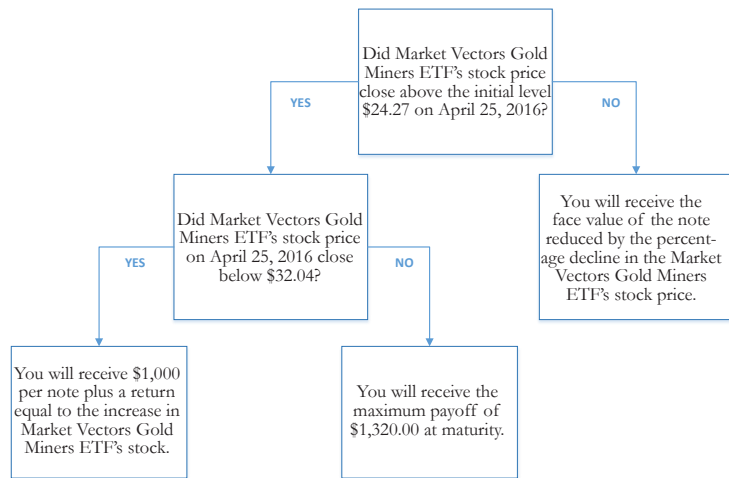 Did Market Vectors Gold
Miners ETF's stock price
close above the initial level
$24.27 on April 25, 2016?
YES
NO
Did Market Vectors Gold
Miners ETF's stock price
on April 25, 2016 close
below $32.04?
You will receive the
face value of the note
reduced by the percent-
age decline in the Market
Vectors Gold Miners
ETF's stock price.
YES
NO
You will receive $1,000
per note plus a return
equal to the increase in
Market Vectors Gold
Miners ETF's stock.
You will receive the
maximum payoff of
$1,320.00 at maturity.